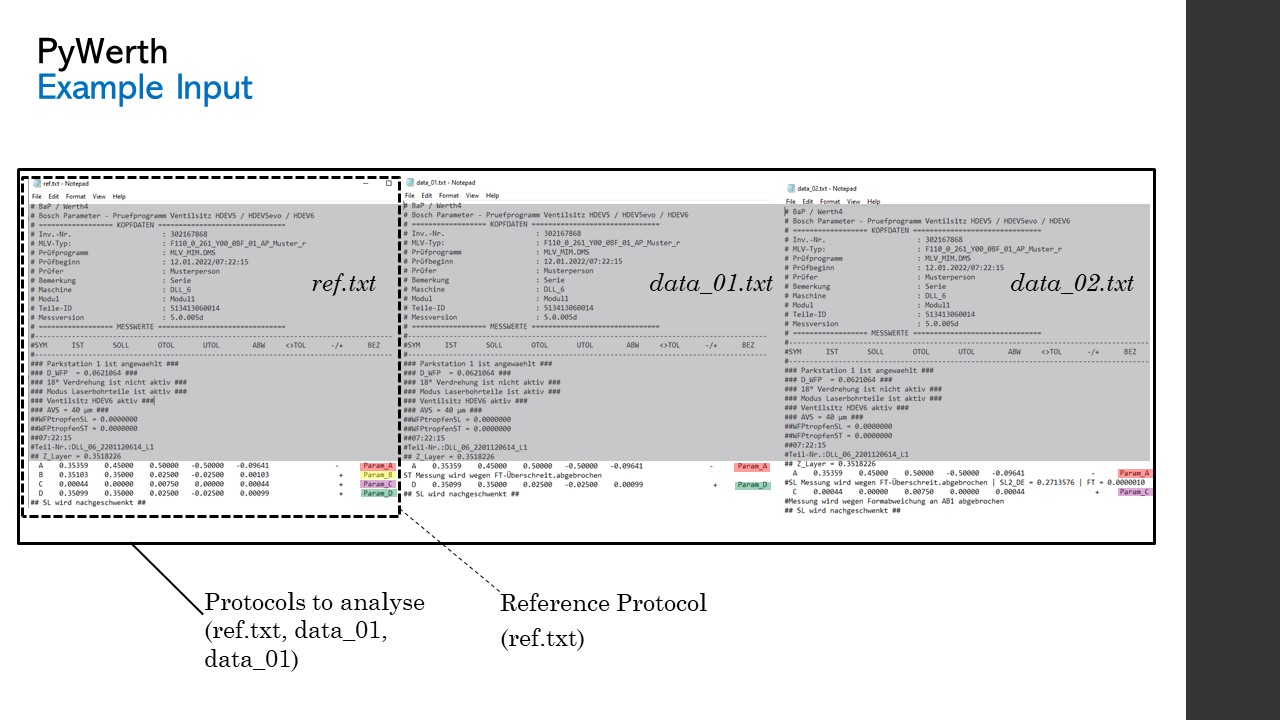 PyWerth
Example Input
ref.txt - Notepad
File Edit Format View Help
# BaP / Werth4
# Bosch Parameter - Pruefprogramm Ventilsitz HDEV5 / HDEV5evo / HDEV6
# ================== KOPFDATEN ===============================
# Inv.-Nr. : 302167868
# MLV-Typ: : F110_0_261_Y00_0BF_01_AP_Muster_r
# Prüfprogramm : MLV_MIM.DMS
# Prüfbeginn : 12.01.2022/07:22:15
# Prüfer : Musterperson
# Bemerkung : Serie
# Maschine : DLL_6
# Modul : Modul1
# Teile-ID : 513413060014
# Messversion : 5.0.005d
# ================== MESSWERTE ===============================
#SYM IST SOLL OTOL UTOL ABW <>TOL -/+ BEZ
### Parkstation 1 ist angewaehlt ###
### D_WFP = 0.0621064 ###
### 18° Verdrehung ist nicht aktiv ###
### Modus Laserbohrteile ist aktiv ###
### Ventilsitz HDEV6 aktiv ###
### AVS = 40 µm ###
##WFPtropfenSL = 0.0000000
##WFPtropfenST = 0.0000000
##07:22:15
#Teil-Nr.:DLL_06_2201120614_L1
## Z_Layer = 0.3518226
A 0.35359 0.45000 0.50000 -0.50000 -0.09641 - Param_A
B 0.35103 0.35000 0.02500 -0.02500 0.00103 + Param_B
C 0.00044 0.00000 0.00750 0.00000 0.00044 + Param_C
D 0.35099 0.35000 0.02500 -0.02500 0.00099 + Param_D
## SL wird nachgeschwenkt ##
ref.txt
data_01.txt - Notepad
File Edit Format View Help
# BaP / Werth4
# Bosch Parameter - Pruefprogramm Ventilsitz HDEV5 / HDEV5evo / HDEV6
# ================== KOPFDATEN ===============================
# Inv.-Nr. : 302167868
# MLV-Typ: : F110_0_261_Y00_0BF_01_AP_Muster_r
# Prüfprogramm : MLV_MIM.DMS
# Prüfbeginn : 12.01.2022/07:22:15
# Prüfer : Musterperson
# Bemerkung : Serie
# Maschine : DLL_6
# Modul : Modul1
# Teile-ID : 513413060014
# Messversion : 5.0.005d
# ================== MESSWERTE ===============================
#SYM IST SOLL OTOL UTOL ABW <>TOL -/+ BEZ
### Parkstation 1 ist angewaehlt ###
### D_WFP = 0.0621064 ###
### 18° Verdrehung ist nicht aktiv ###
### Modus Laserbohrteile ist aktiv ###
### Ventilsitz HDEV6 aktiv ###
### AVS = 40 µm ###
##WFPtropfenSL = 0.0000000
##WFPtropfenST = 0.0000000
##07:22:15
#Teil-Nr.:DLL_06_2201120614_L1
## Z_Layer = 0.3518226
A 0.35359 0.45000 0.50000 -0.50000 -0.09641 - Param_A
ST Messung wird wegen FT-Überschreit.abgebrochen
D 0.35099 0.35000 0.02500 -0.02500 0.00099 + Param_D
## SL wird nachgeschwenkt ##
data_01.txt
data_02.txt - Notepad
File Edit Format View Help
# BaP / Werth4
# Bosch Parameter - Pruefprogramm Ventilsitz HDEV5 / HDEV5evo / HDEV6
# ================== KOPFDATEN ===============================
# Inv.-Nr. : 302167868
# MLV-Typ: : F110_0_261_Y00_0BF_01_AP_Muster_r
# Prüfprogramm : MLV_MIM.DMS
# Prüfbeginn : 12.01.2022/07:22:15
# Prüfer : Musterperson
# Bemerkung : Serie
# Maschine : DLL_6
# Modul : Modul1
# Teile-ID : 513413060014
# Messversion : 5.0.005d
# ================== MESSWERTE ===============================
#SYM IST SOLL OTOL UTOL ABW <>TOL -/+ BEZ
### Parkstation 1 ist angewaehlt ###
### D_WFP = 0.0621064 ###
### 18° Verdrehung ist nicht aktiv ###
### Modus Laserbohrteile ist aktiv ###
### Ventilsitz HDEV6 aktiv ###
### AVS = 40 µm ###
##WFPtropfenSL = 0.0000000
##WFPtropfenST = 0.0000000
##07:22:15
#Teil-Nr.:DLL_06_2201120614_L1
## Z_Layer = 0.3518226
A 0.35359 0.45000 0.50000 -0.50000 -0.09641 - Param_A
#SL Messung wird wegen FT-Überschreit.abgebrochen | SL2_DE = 0.2713576 | FT = 0.0000010
C 0.00044 0.00000 0.00750 0.00000 0.00044 + Param_C
#Messung wird wegen Formabweichung an AB1 abgebrochen
## SL wird nachgeschwenkt ##
data_02.txt
Protocols to analyse
(ref.txt, data_01,
data_01)
Reference Protocol
(ref.txt)